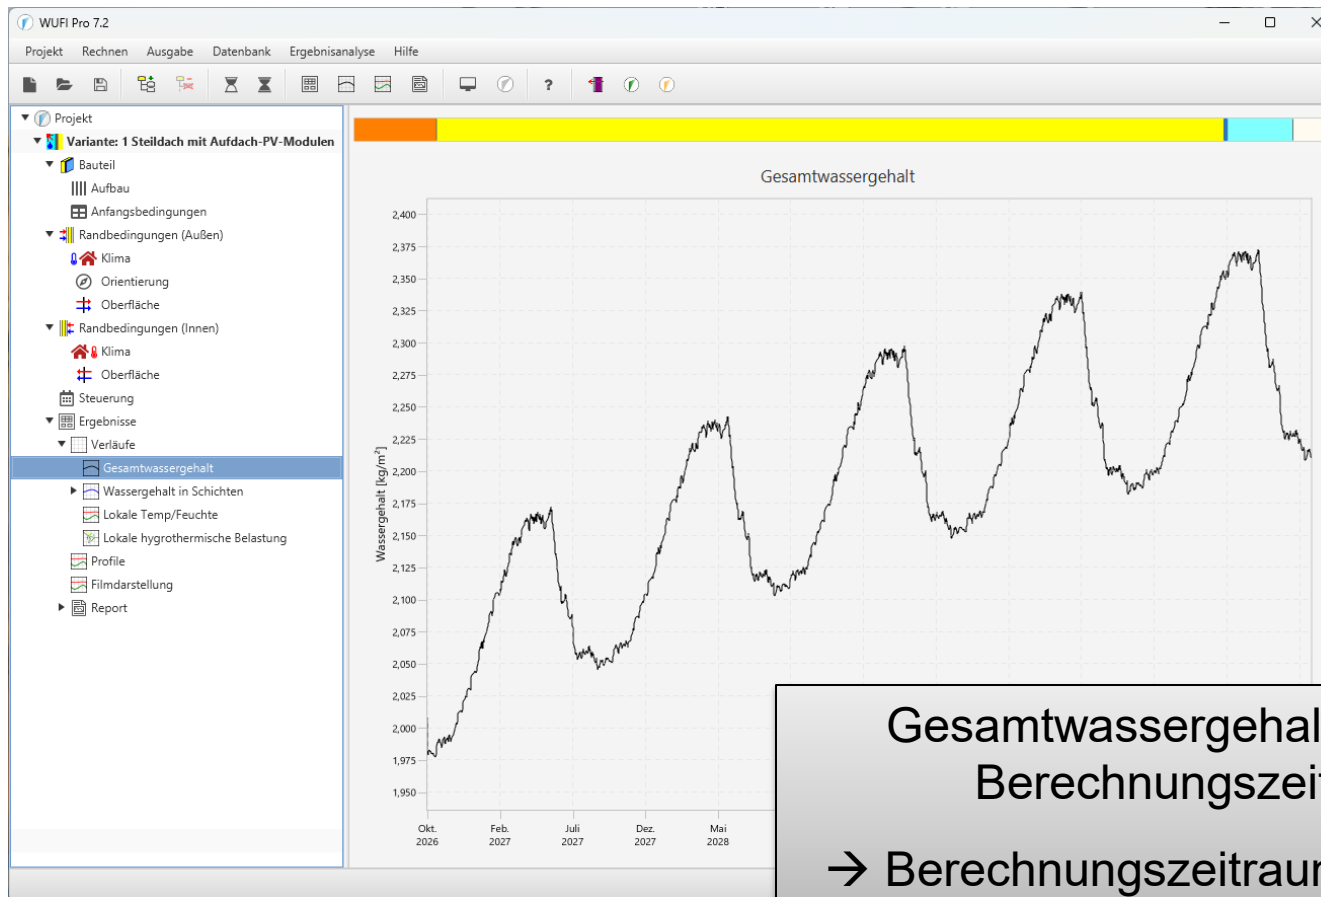 WUFI Pro 7.2
Projekt Rechnen Ausgabe Datenbank Ergebnisanalyse Hilfe
Projekt
Variante: 1 Steildach mit Aufdach-PV-Modulen
Bauteil
Aufbau
Anfangsbedingungen
Randbedingungen (Außen)
Klima
Orientierung
Oberfläche
Randbedingungen (Innen)
Klima
Oberfläche
Steuerung
Ergebnisse
Verläufe
Gesamtwassergehalt
Wassergehalt in Schichten
Lokale Temp/Feuchte
Lokale hygrothermische Belastung
Profile
Filmdarstellung
Report
Gesamtwassergehalt
Wassergehalt [kg/m²]
2,400
2,375
2,350
2,325
2,300
2,275
2,250
2,225
2,200
2,175
2,150
2,125
2,100
2,075
2,050
2,025
2,000
1,975
1,950
Okt. Feb. Juli Dez. Mai
2026 2027 2027 2027 2028
Gesamtwassergehal
Berechnungszeit
→ Berechnungszeitraum